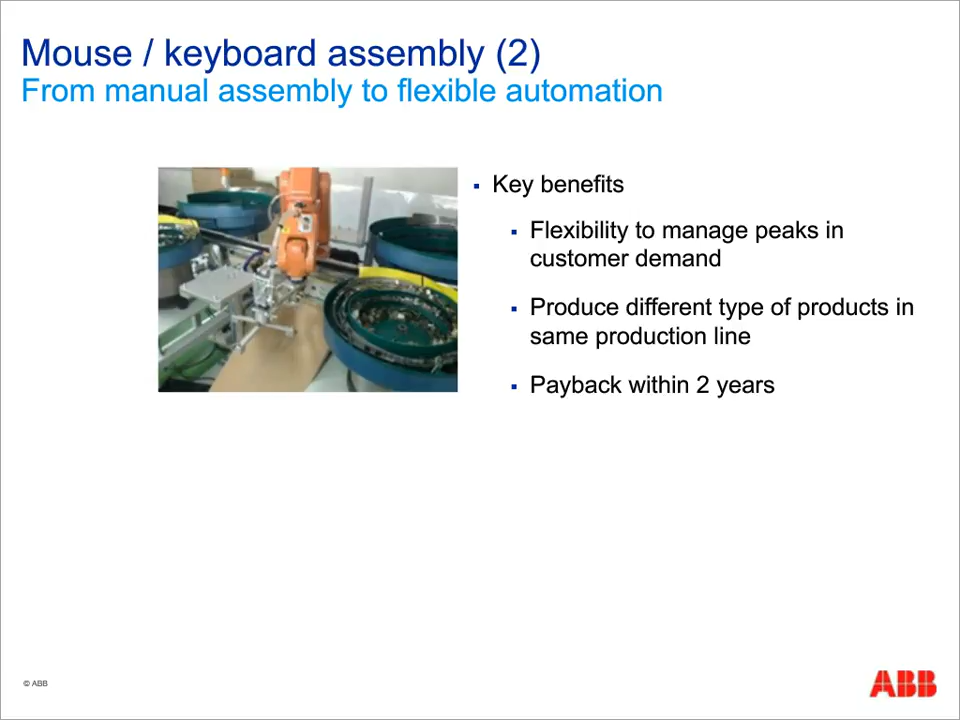 Mouse / keyboard assembly (2)
From manual assembly to flexible automation
▪ Key benefits
▪ Flexibility to manage peaks in
customer demand
▪ Produce different type of products in
same production line
▪ Payback within 2 years
© ABB
ABB